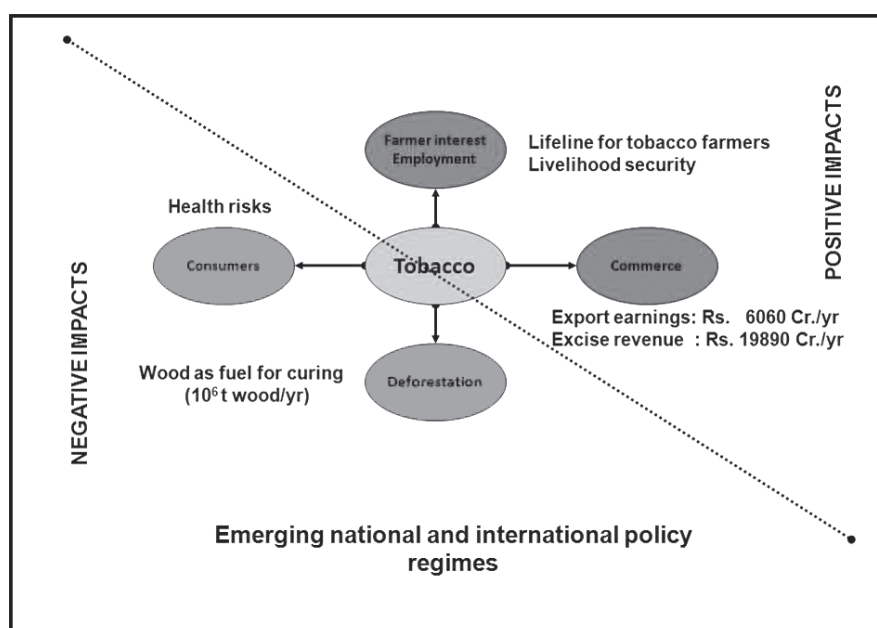 POSITIVE IMPACTS
Farmer interest
Employment
Lifeline for tobacco farmers
Livelihood security
Health risks
Consumers
Tobacco
Commerce
NEGATIVE IMPACTS
Export earnings: Rs. 6060 Cr./yr
Excise revenue : Rs. 19890 Cr./yr
Wood as fuel for curing
(10⁶ t wood/yr)
Deforestation
Emerging national and international policy
regimes